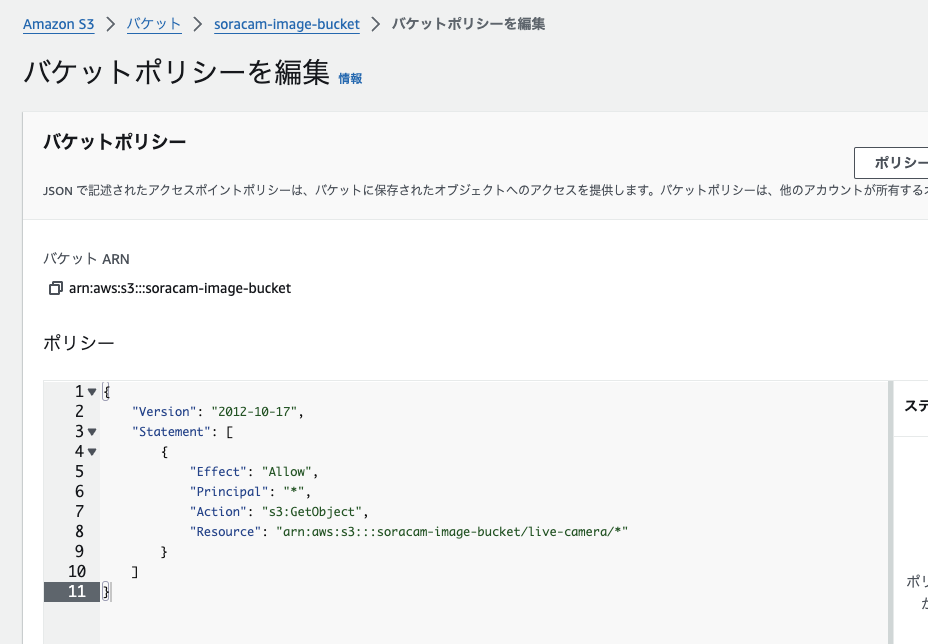 Amazon S3 > バケット > soracam-image-bucket > バケットポリシーを編集
バケットポリシーを編集 情報
バケットポリシー
ポリシー
JSON で記述されたアクセスポイントポリシーは、バケットに保存されたオブジェクトへのアクセスを提供します。バケットポリシーは、他のアカウントが所有する
バケット ARN
arn:aws:s3:::soracam-image-bucket
ポリシー
1 {
2 "Version": "2012-10-17",
3 "Statement": [
4 {
5 "Effect": "Allow",
6 "Principal": "*",
7 "Action": "s3:GetObject",
8 "Resource": "arn:aws:s3:::soracam-image-bucket/live-camera/*"
9 }
10 ]
11 }
ステ
ポリ